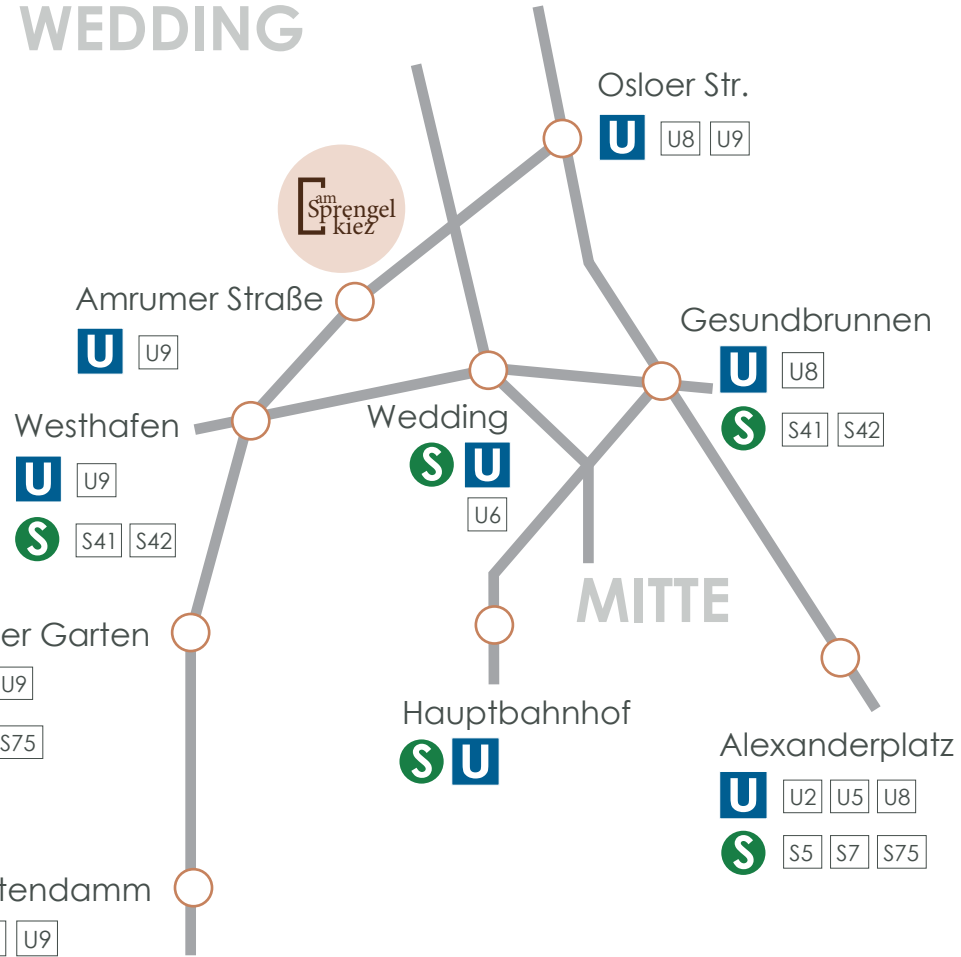 WEDDING
Osloer Str.
U U8 U9
am
Sprengel
kiez
Amrumer Straße
U U9
Gesundbrunnen
U U8
S S41 S42
Westhafen
U U9
S S41 S42
Wedding
S U
U6
MITTE
er Garten
U9
S75
Hauptbahnhof
S U
Alexanderplatz
U U2 U5 U8
S S5 S7 S75
tendamm
U9